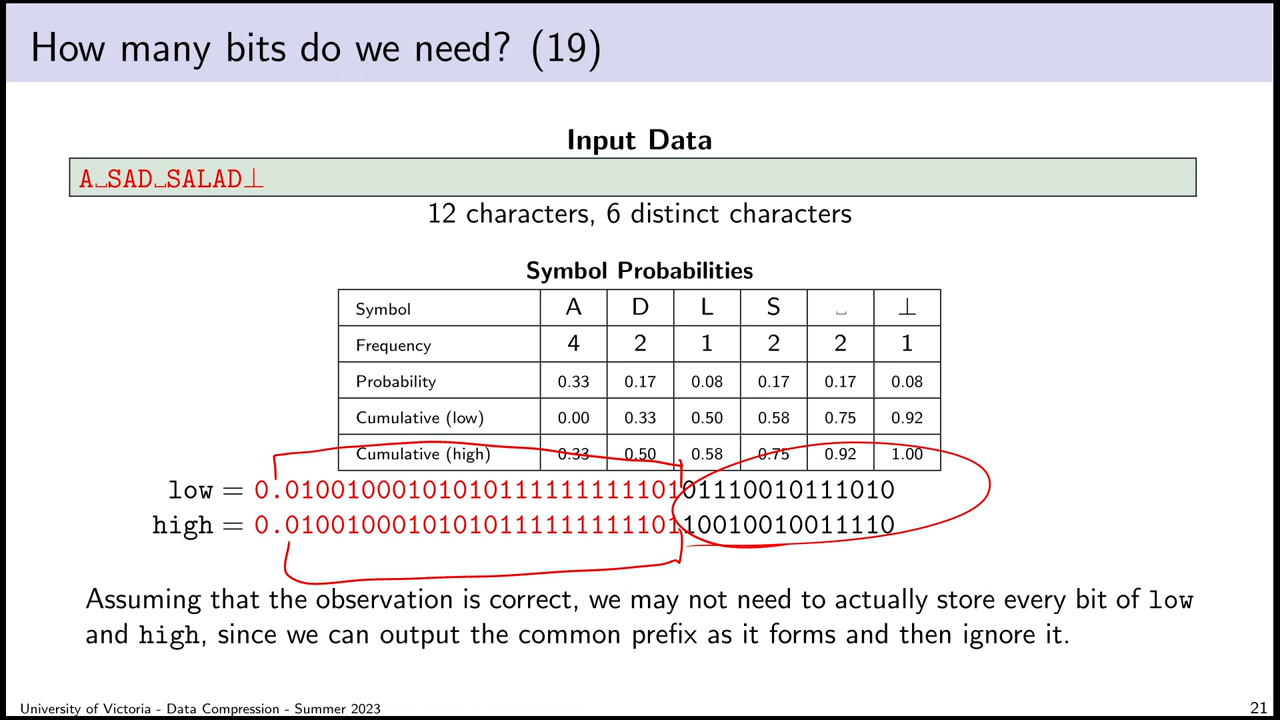 How many bits do we need? (19)
Input Data
A␣SAD␣SALAD⊥
12 characters, 6 distinct characters
Symbol Probabilities
Symbol A D L S ␣ ⊥
Frequency 4 2 1 2 2 1
Probability 0.33 0.17 0.08 0.17 0.17 0.08
Cumulative (low) 0.00 0.33 0.50 0.58 0.75 0.92
Cumulative (high) 0.33 0.50 0.58 0.75 0.92 1.00
low = 0.010010001010101111111111110101110010111010
high = 0.010010001010101111111111110110010010011110
Assuming that the observation is correct, we may not need to actually store every bit of low
and high, since we can output the common prefix as it forms and then ignore it.
University of Victoria - Data Compression - Summer 2023
21